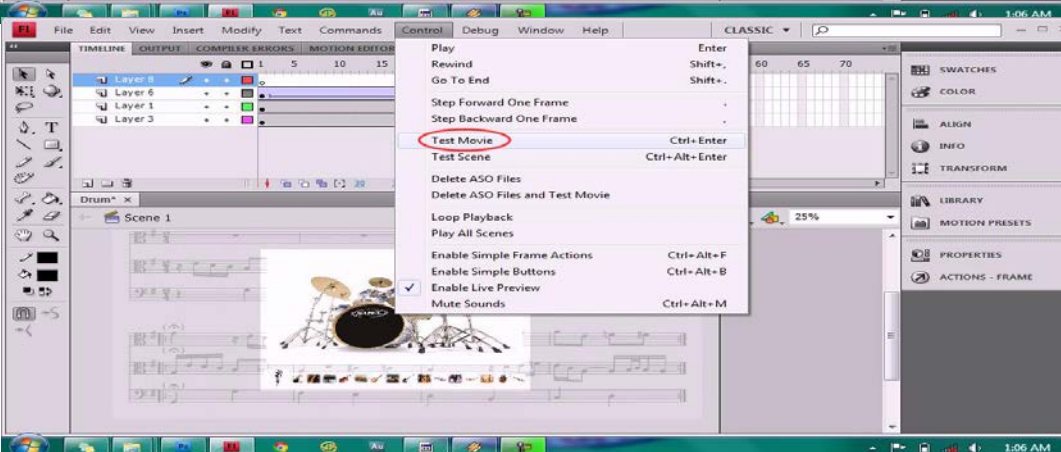 1:06 AM
FL File Edit View Insert Modify Text Commands Control Debug Window Help CLASSIC
TIMELINE OUTPUT COMPILER ERRORS MOTION EDITOR
1 5 10 15 60 65 70
Layer 8
Layer 6
Layer 1
Layer 3
Play Enter
Rewind Shift+,
Go To End Shift+.
Step Forward One Frame .
Step Backward One Frame ,
Test Movie Ctrl+Enter
Test Scene Ctrl+Alt+Enter
Delete ASO Files
Delete ASO Files and Test Movie
Loop Playback
Play All Scenes
Enable Simple Frame Actions Ctrl+Alt+F
Enable Simple Buttons Ctrl+Alt+B
Enable Live Preview
Mute Sounds Ctrl+Alt+M
Drum*
Scene 1
25%
SWATCHES
COLOR
ALIGN
INFO
TRANSFORM
LIBRARY
MOTION PRESETS
PROPERTIES
ACTIONS - FRAME
Ps FL Au
1:06 AM